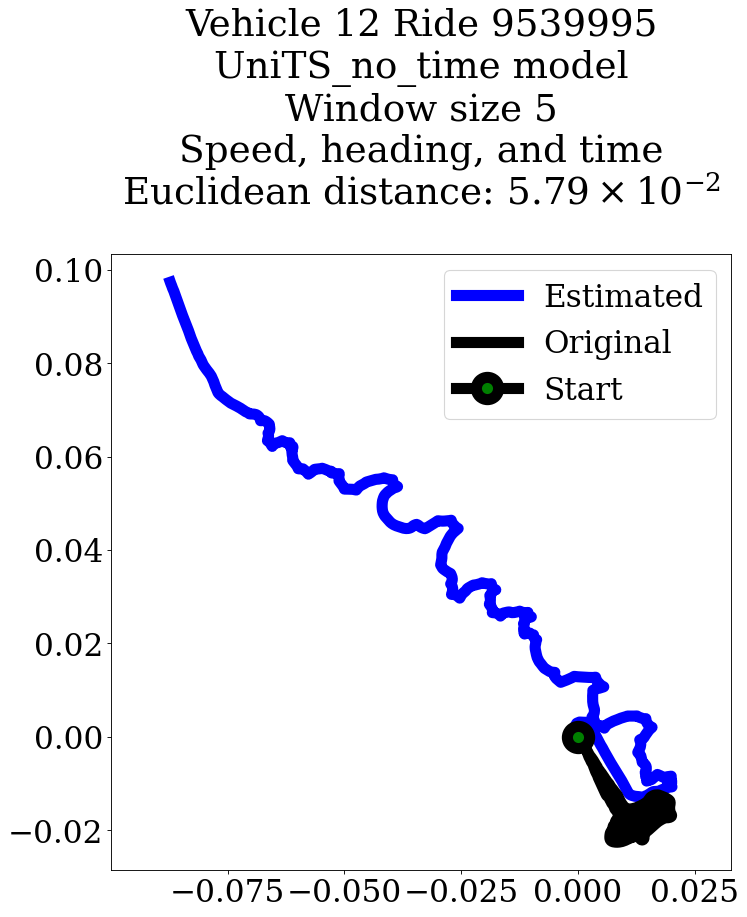 Vehicle 12 Ride 9539995
UniTS_no_time model
Window size 5
Speed, heading, and time
Euclidean distance: 5.79 × 10⁻²
Estimated
Original
Start
0.10
0.08
0.06
0.04
0.02
0.00
−0.02
−0.075 −0.050 −0.025 0.000 0.025